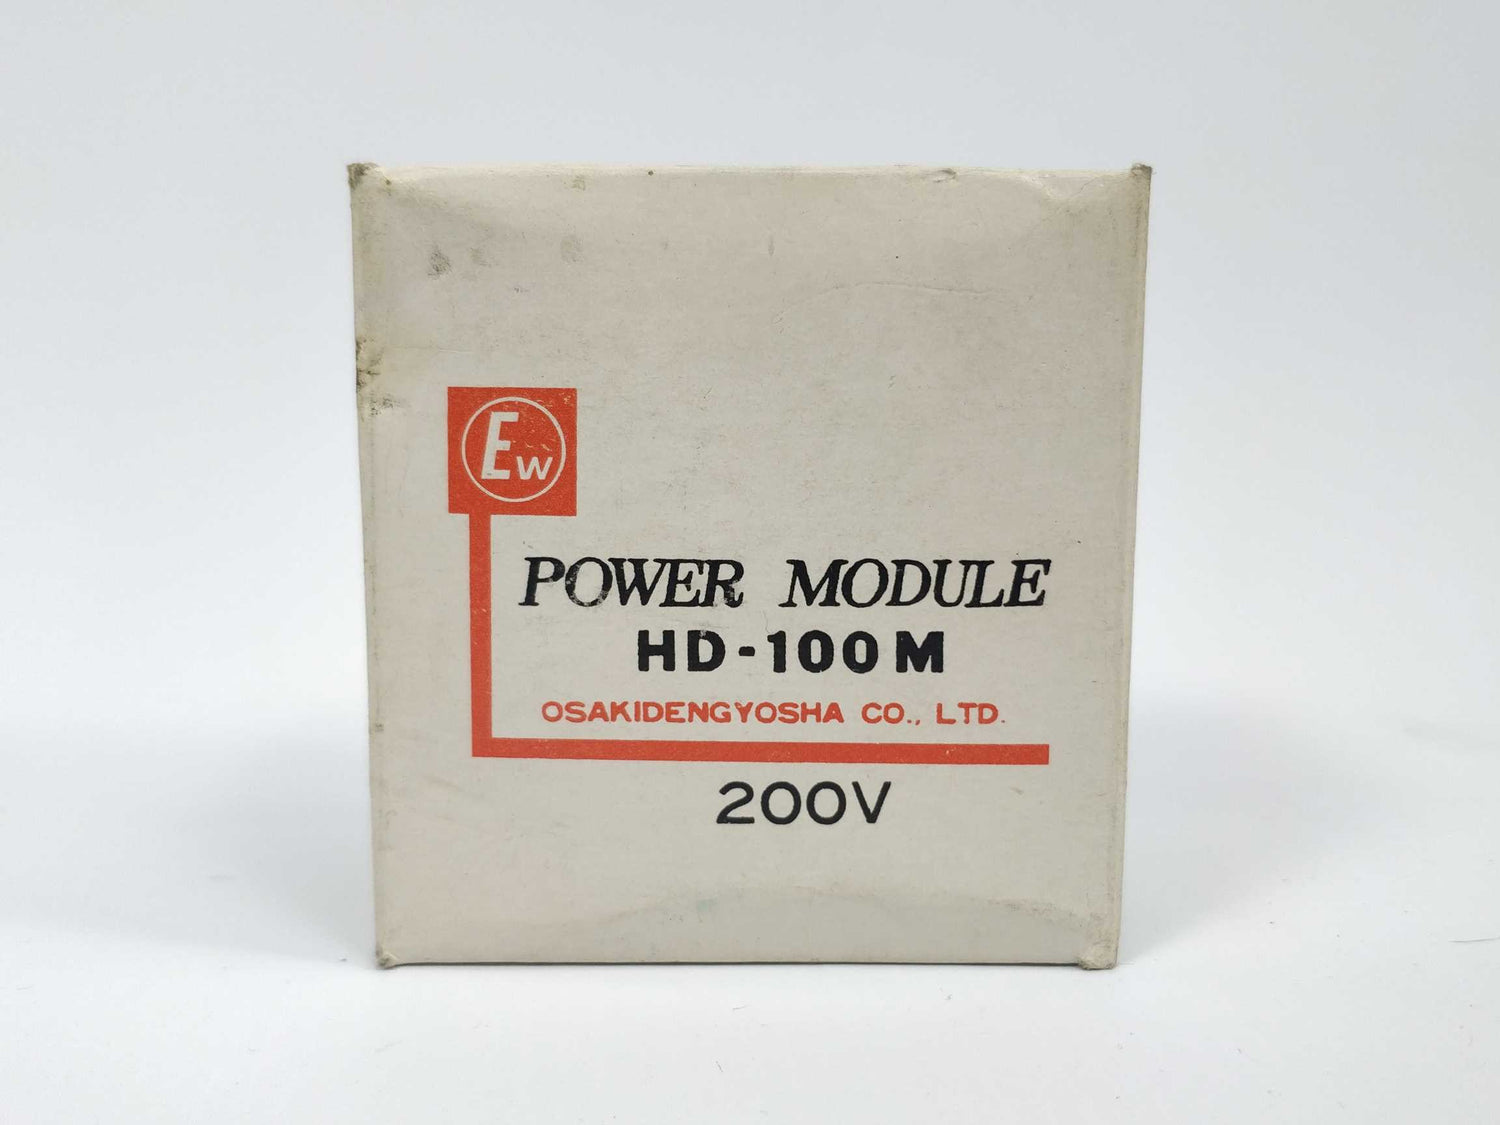 Ew
POWER MODULE
HD-100M
OSAKIDENGYOSHA CO., LTD.
200V